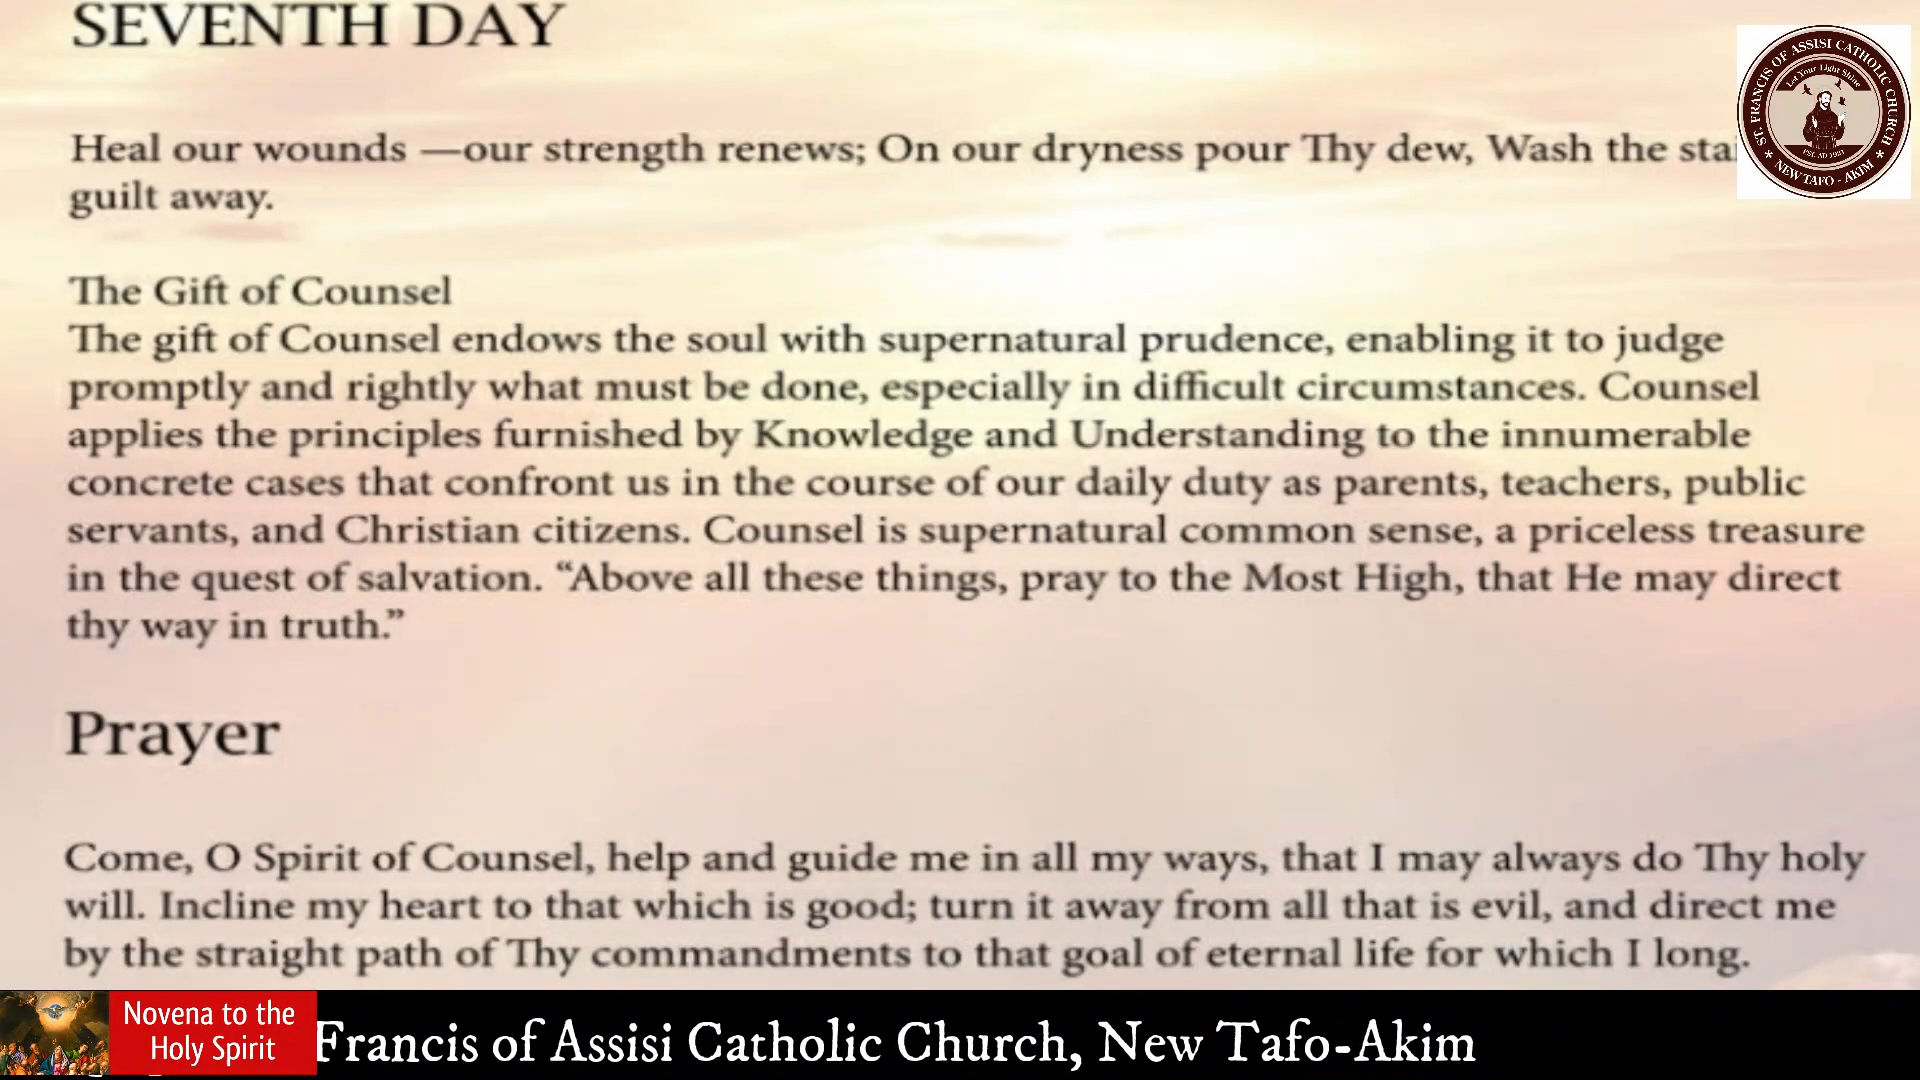 SEVENTH DAY
Heal our wounds —our strength renews; On our dryness pour Thy dew, Wash the
guilt away.
The Gift of Counsel
The gift of Counsel endows the soul with supernatural prudence, enabling it to judge
promptly and rightly what must be done, especially in difficult circumstances. Counsel
applies the principles furnished by Knowledge and Understanding to the innumerable
concrete cases that confront us in the course of our daily duty as parents, teachers, public
servants, and Christian citizens. Counsel is supernatural common sense, a priceless treasure
in the quest of salvation. “Above all these things, pray to the Most High, that He may direct
thy way in truth.”
Prayer
Come, O Spirit of Counsel, help and guide me in all my ways, that I may always do Thy holy
will. Incline my heart to that which is good; turn it away from all that is evil, and direct me
by the straight path of Thy commandments to that goal of eternal life for which I long.
ST. FRANCIS OF ASSISI CATHOLIC CHURCH
Let Your Light Shine
NEW TAFO - AKIM
Novena to the
Holy Spirit
Francis of Assisi Catholic Church, New Tafo-Akim